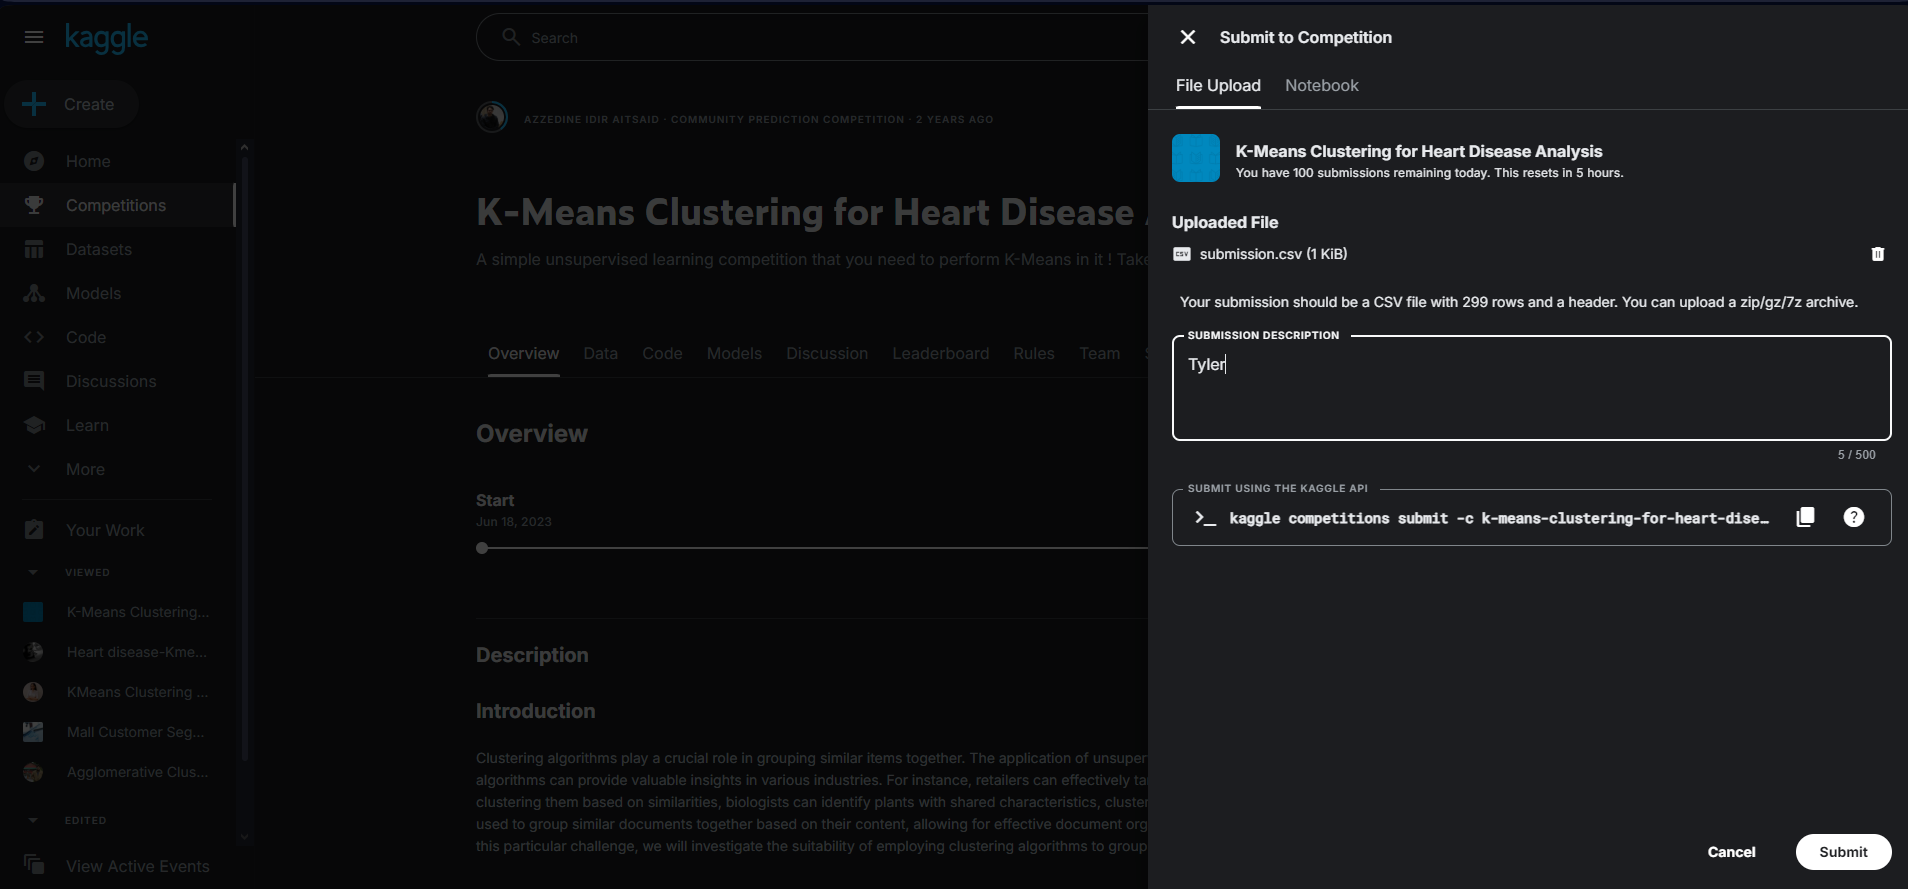 kaggle
Search
Create
Home
Competitions
Datasets
Models
Code
Discussions
Learn
More
Your Work
VIEWED
K-Means Clustering...
Heart disease-Kme...
KMeans Clustering ...
Mall Customer Seg...
Agglomerative Clus...
EDITED
View Active Events
AZZEDINE IDIR AITSAID · COMMUNITY PREDICTION COMPETITION · 2 YEARS AGO
K-Means Clustering for Heart Disease
A simple unsupervised learning competition that you need to perform K-Means in it ! Take
Overview Data Code Models Discussion Leaderboard Rules Team
Overview
Start
Jun 18, 2023
Description
Introduction
Clustering algorithms play a crucial role in grouping similar items together. The application of unsuper
algorithms can provide valuable insights in various industries. For instance, retailers can effectively ta
clustering them based on similarities, biologists can identify plants with shared characteristics, cluster
used to group similar documents together based on their content, allowing for effective document org
this particular challenge, we will investigate the suitability of employing clustering algorithms to group
Submit to Competition
File Upload Notebook
K-Means Clustering for Heart Disease Analysis
You have 100 submissions remaining today. This resets in 5 hours.
Uploaded File
CSV submission.csv (1 KiB)
Your submission should be a CSV file with 299 rows and a header. You can upload a zip/gz/7z archive.
SUBMISSION DESCRIPTION
Tyler
5 / 500
SUBMIT USING THE KAGGLE API
>_ kaggle competitions submit -c k-means-clustering-for-heart-dise…
?
Cancel Submit